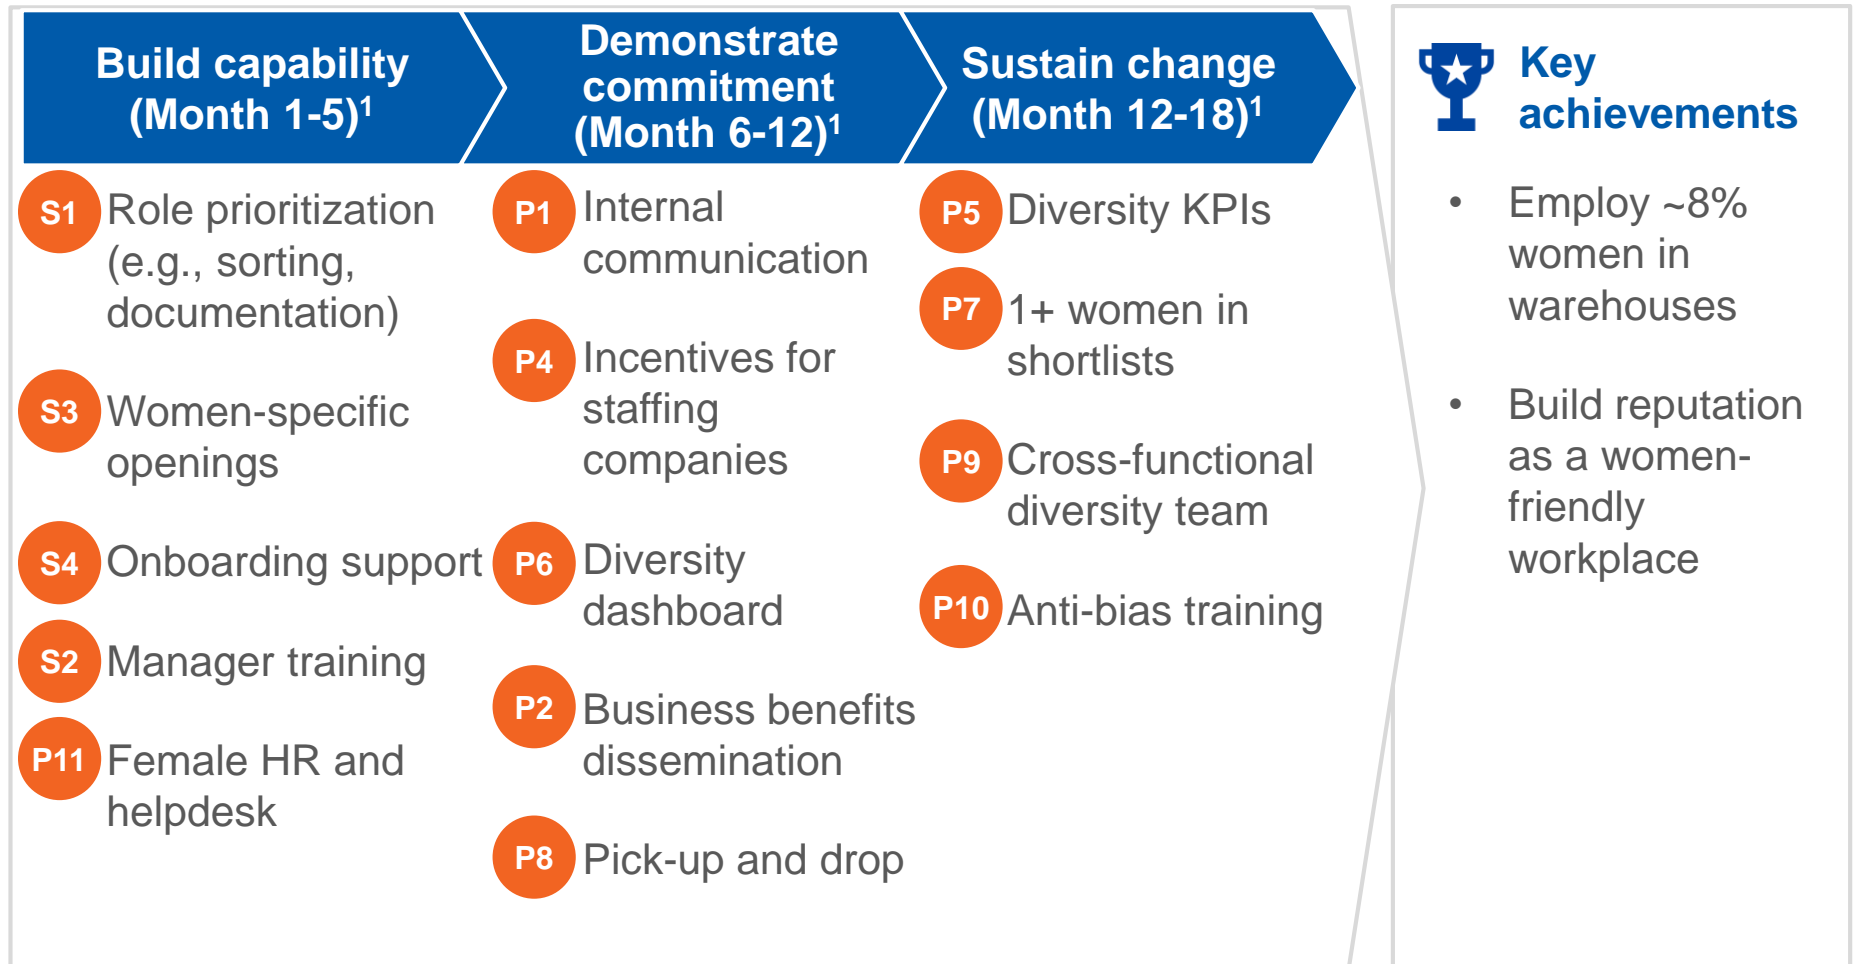 Build capability
(Month 1-5)1
S1
Role prioritization
(e.g., sorting,
documentation)
S3
Women-specific
openings
S4
Onboarding support
S2
Manager training
P11
Female HR and
helpdesk
Demonstrate
commitment
(Month 6-12)1
P1
Internal
communication
P4
Incentives for
staffing
companies
P6
Diversity
dashboard
P2
Business benefits
dissemination
P8
Pick-up and drop
Sustain change
(Month 12-18)1
P5
Diversity KPIs
P7
1+ women in
shortlists
P9
Cross-functional
diversity team
P10
Anti-bias training
Key
achievements
• Employ ~8%
women in
warehouses
• Build reputation
as a women-
friendly
workplace